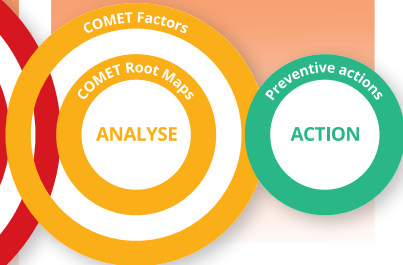 COMET Factors
COMET Root Maps
ANALYSE
Preventive actions
ACTION